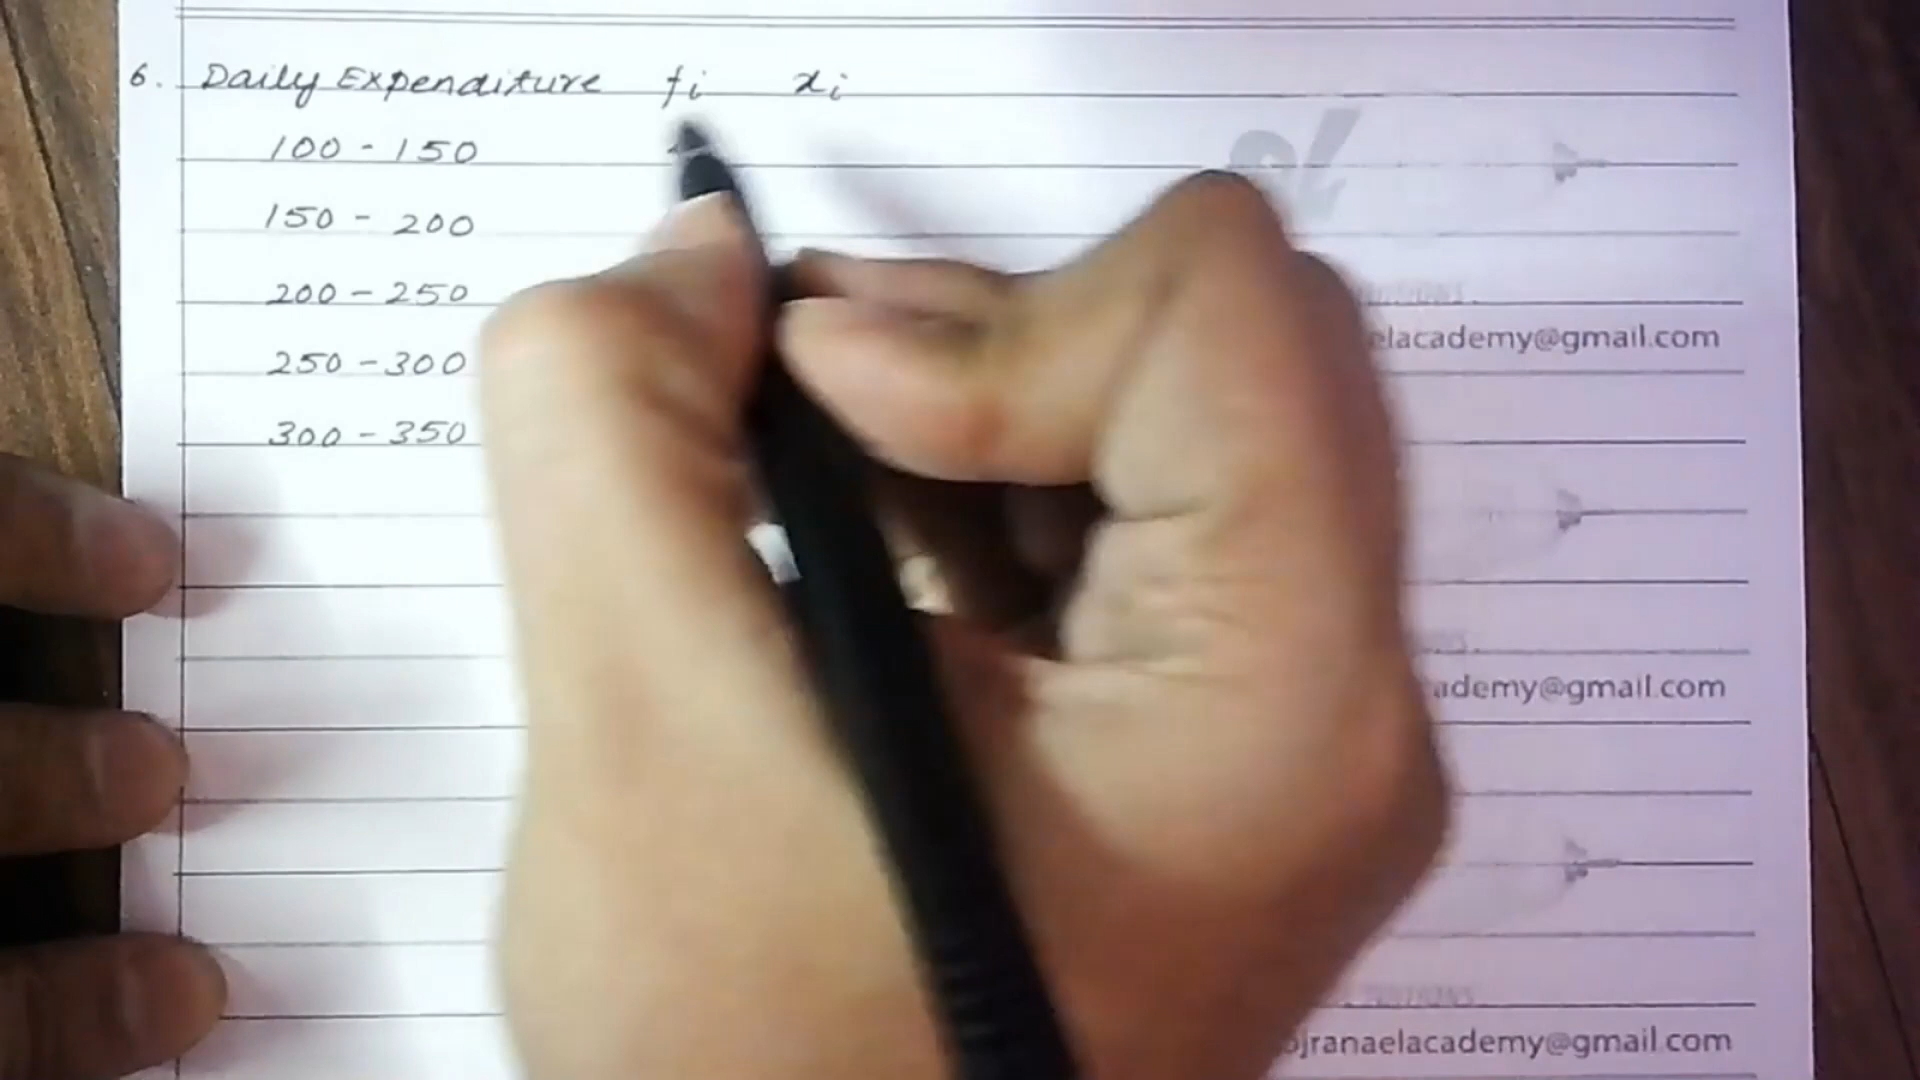 6. Daily Expenditure fi xi
100 - 150
150 - 200
200 - 250
elacademy@gmail.com
250 - 300
300 - 350
ademy@gmail.com
ojranaelacademy@gmail.com